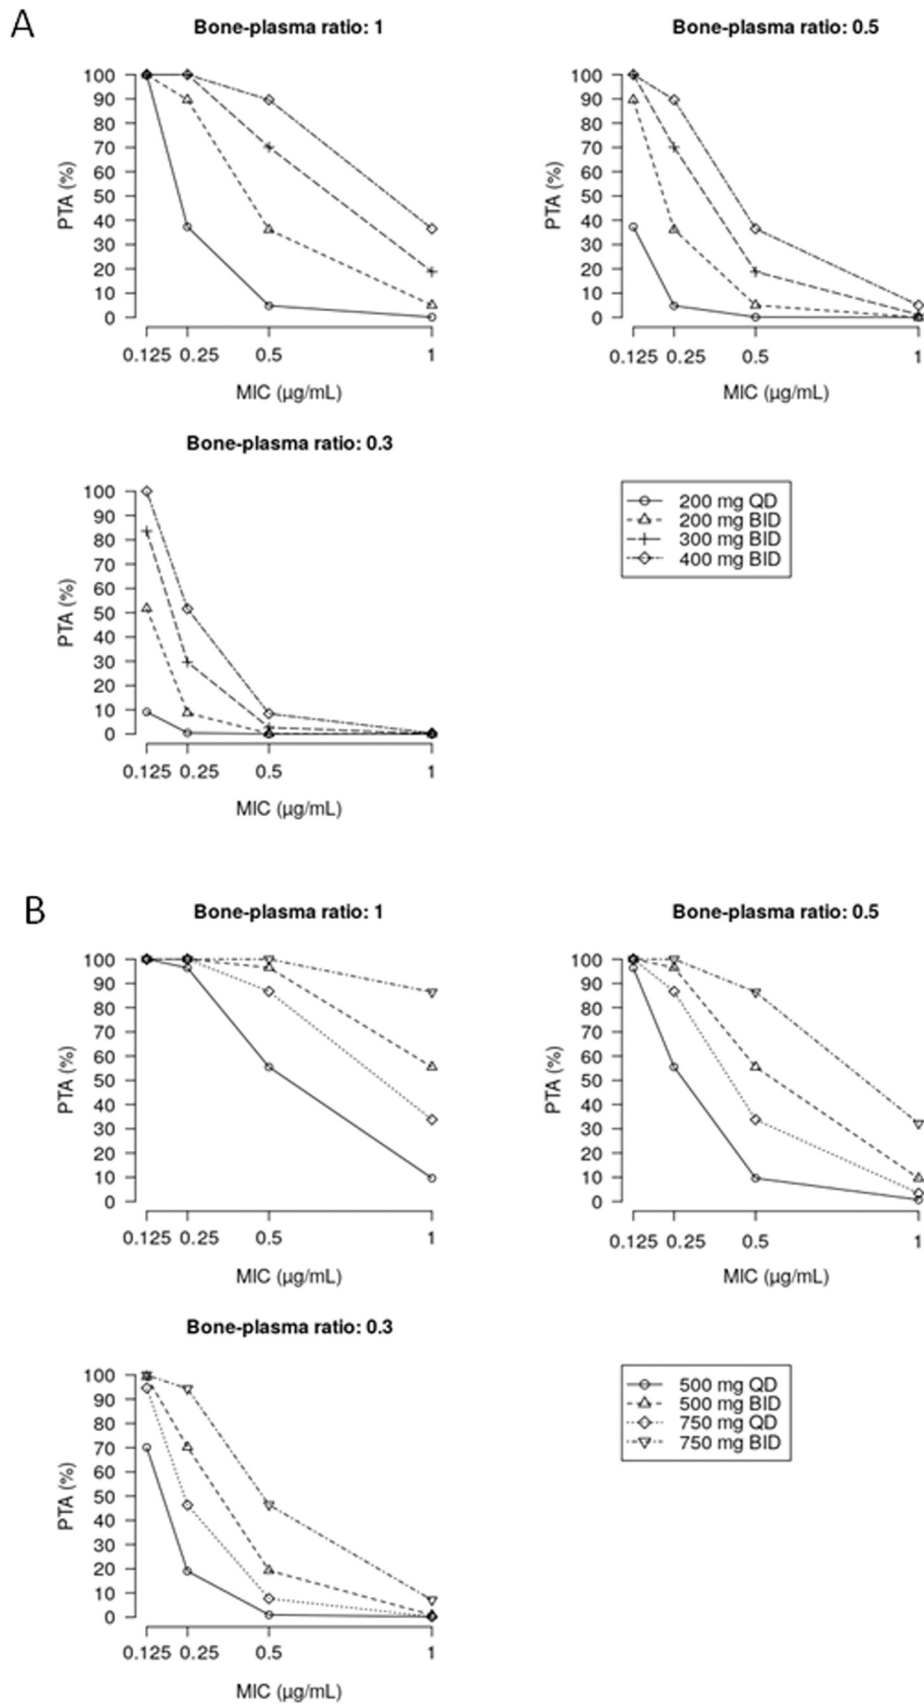 A
Bone-plasma ratio: 1
PTA (%)
100
90
80
70
60
50
40
30
20
10
0
0.125 0.25 0.5 1
MIC (µg/mL)
Bone-plasma ratio: 0.5
PTA (%)
100
90
80
70
60
50
40
30
20
10
0
0.125 0.25 0.5 1
MIC (µg/mL)
Bone-plasma ratio: 0.3
PTA (%)
100
90
80
70
60
50
40
30
20
10
0
0.125 0.25 0.5 1
MIC (µg/mL)
200 mg QD
200 mg BID
300 mg BID
400 mg BID
B
Bone-plasma ratio: 1
PTA (%)
100
90
80
70
60
50
40
30
20
10
0
0.125 0.25 0.5 1
MIC (µg/mL)
Bone-plasma ratio: 0.5
PTA (%)
100
90
80
70
60
50
40
30
20
10
0
0.125 0.25 0.5 1
MIC (µg/mL)
Bone-plasma ratio: 0.3
PTA (%)
100
90
80
70
60
50
40
30
20
10
0
0.125 0.25 0.5 1
MIC (µg/mL)
500 mg QD
500 mg BID
750 mg QD
750 mg BID